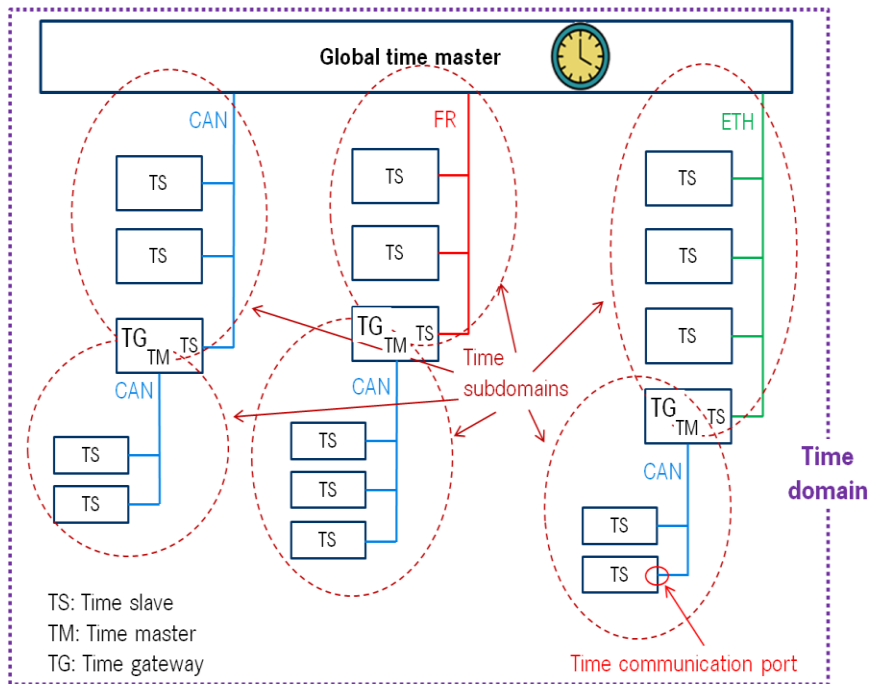 Global time master
CAN
FR
ETH
TS
TS
TS
TS
TS
TS
TS
TG
TM
TS
TG
TM
TS
Time
subdomains
CAN
CAN
TG
TM
TS
TS
TS
TS
TS
TS
CAN
Time
domain
TS
TS
TS: Time slave
TM: Time master
TG: Time gateway
Time communication port